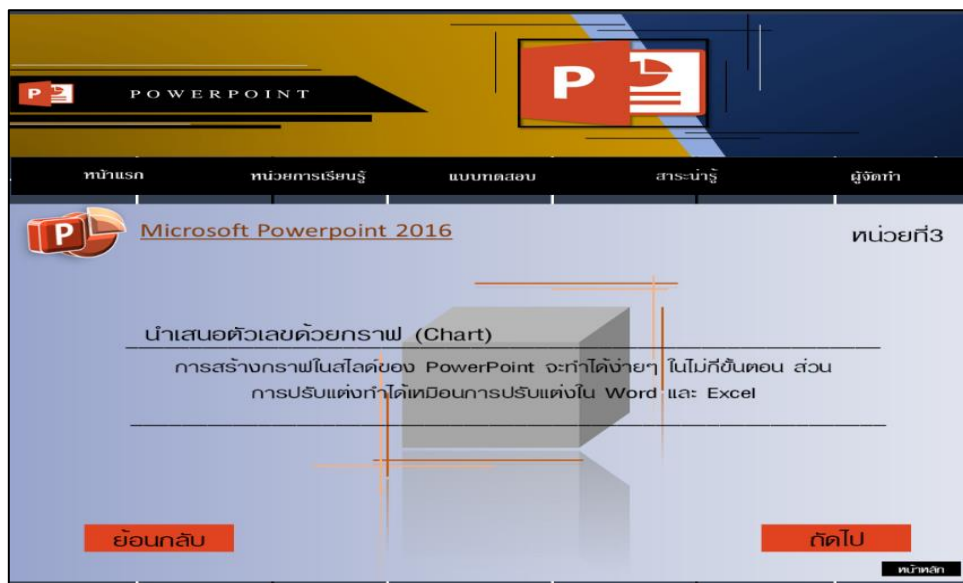 POWERPOINT
หน้าแรก หน่วยการเรียนรู้ แบบทดสอบ สาระน่ารู้ ผู้จัดทำ
Microsoft Powerpoint 2016 หน่วยที่3
นำเสนอตัวเลขด้วยกราฟ (Chart)
การสร้างกราฟในสไลด์ของ PowerPoint จะทำได้ง่ายๆ ในไม่กี่ขั้นตอน ส่วน
การปรับแต่งทำได้เหมือนการปรับแต่งใน Word และ Excel
ย้อนกลับ ถัดไป
หน้าหลัก